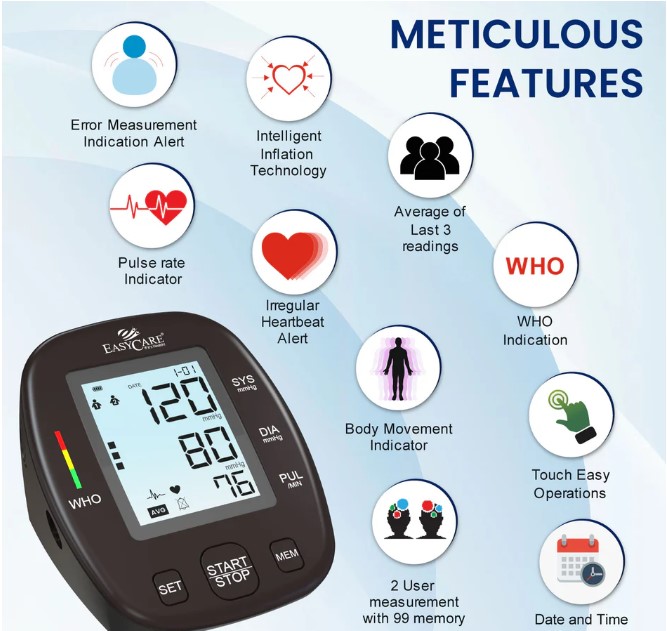 METICULOUS
FEATURES
Error Measurement
Indication Alert
Intelligent
Inflation
Technology
Average of
Last 3
readings
Pulse rate
Indicator
Irregular
Heartbeat
Alert
WHO
WHO
Indication
Body Movement
Indicator
Touch Easy
Operations
2 User
measurement
with 99 memory
Date and Time
EASYCARE
DATE 1-01
120 mmHg
SYS
mmHg
80 mmHg
DIA
mmHg
76
PUL
/MIN
AVG
WHO
SET
START
STOP
MEM